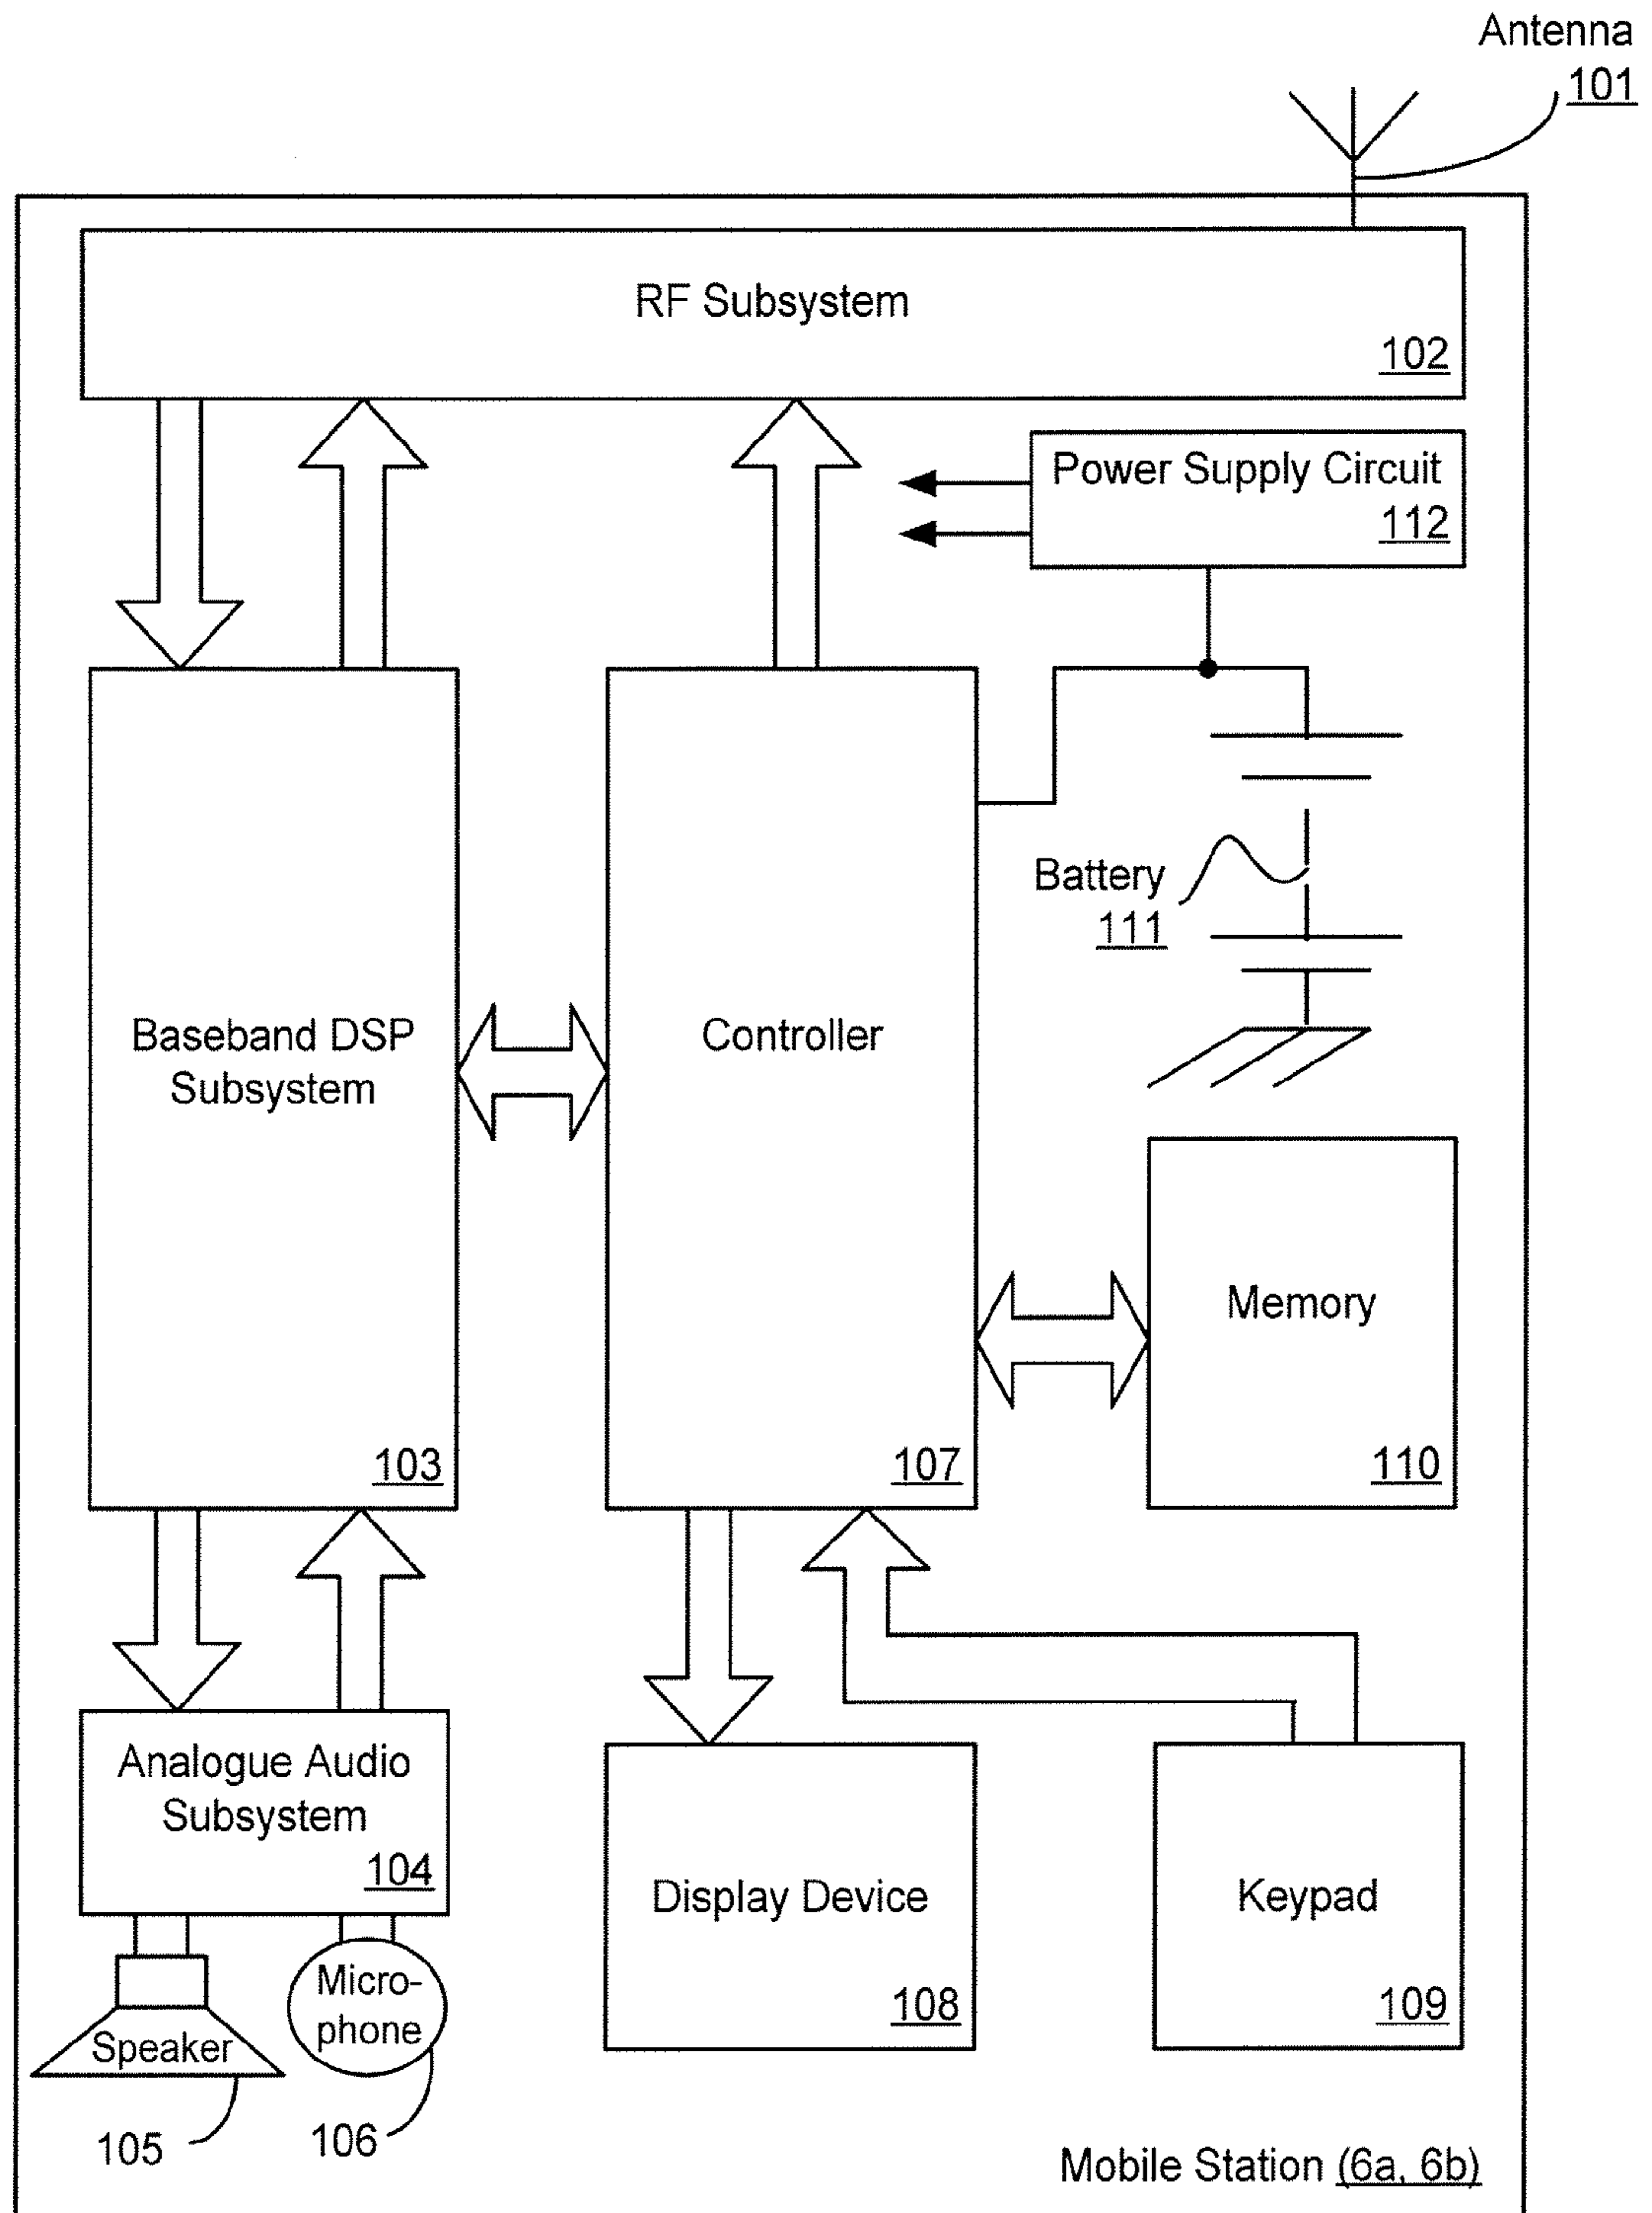 Antenna
101
RF Subsystem
102
Power Supply Circuit
112
Battery
111
Baseband DSP
Subsystem
103
Controller
107
Memory
110
Analogue Audio
Subsystem
104
Display Device
108
Keypad
109
Speaker
105
Micro-
phone
106
Mobile Station (6a, 6b)